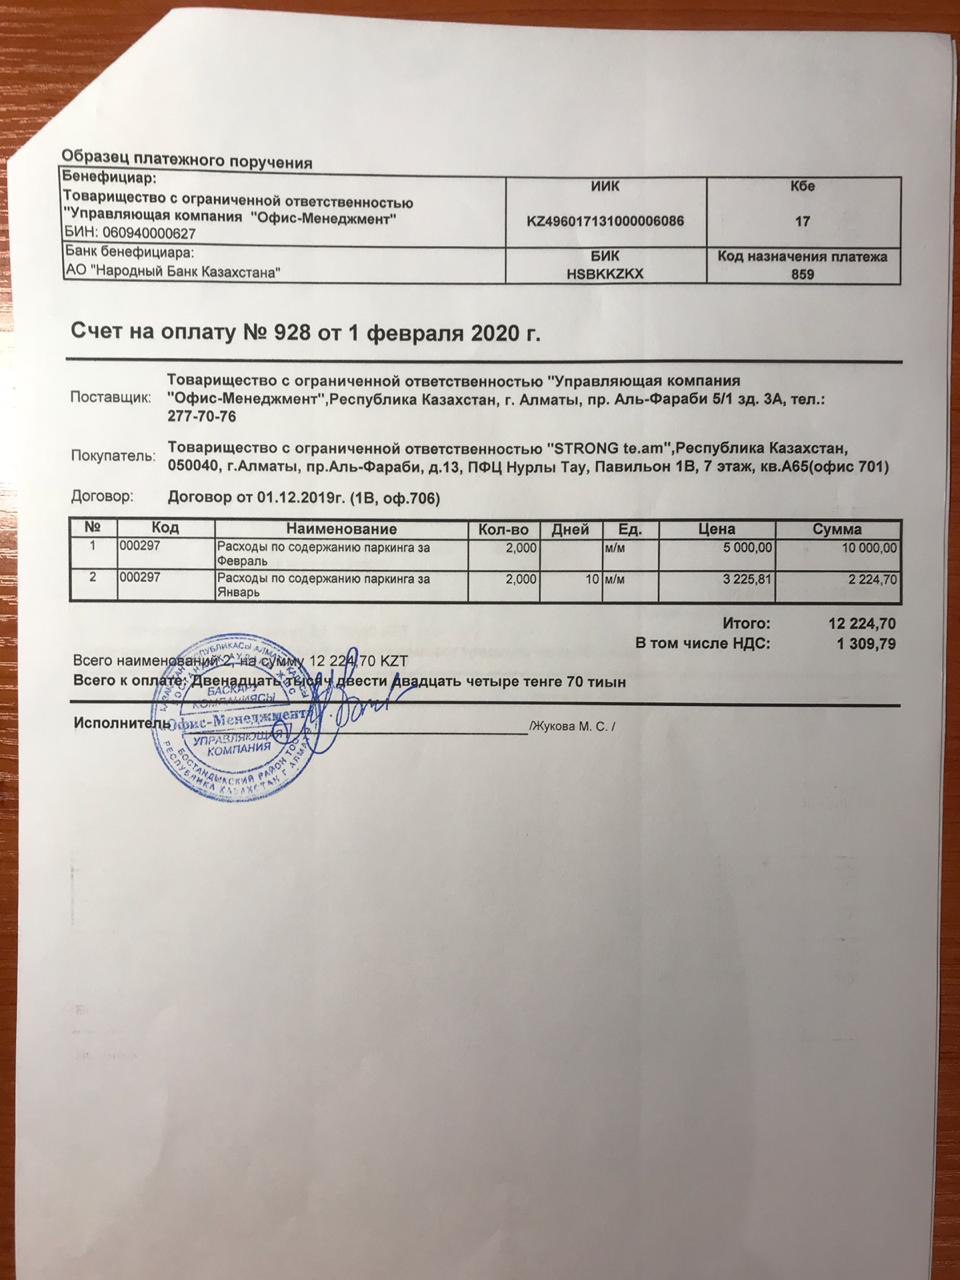 Образец платежного поручения
Бенефициар:
Товарищество с ограниченной ответственностью
"Управляющая компания "Офис-Менеджмент"
БИН: 060940000627
ИИК
KZ496017131000006086
Кбе
17
Банк бенефициара:
АО "Народный Банк Казахстана"
БИК
HSBKKZKX
Код назначения платежа
859
Счет на оплату № 928 от 1 февраля 2020 г.
Поставщик: Товарищество с ограниченной ответственностью "Управляющая компания
"Офис-Менеджмент",Республика Казахстан, г. Алматы, пр. Аль-Фараби 5/1 зд. 3А, тел.:
277-70-76
Покупатель: Товарищество с ограниченной ответственностью "STRONG te.am",Республика Казахстан,
050040, г.Алматы, пр.Аль-Фараби, д.13, ПФЦ Нурлы Тау, Павильон 1В, 7 этаж, кв.А65(офис 701)
Договор: Договор от 01.12.2019г. (1В, оф.706)
№ Код Наименование Кол-во Дней Ед. Цена Сумма
1 000297 Расходы по содержанию паркинга за 2,000 м/м 5 000,00 10 000,00
Февраль
2 000297 Расходы по содержанию паркинга за 2,000 10 м/м 3 225,81 2 224,70
Январь
Итого: 12 224,70
В том числе НДС: 1 309,79
Всего наименований 2, на сумму 12 224,70 KZT
Всего к оплате: Двенадцать тысяч двести двадцать четыре тенге 70 тиын
Исполнитель /Жукова М. С. /
БАСҚАРУ
КОМПАНИЯСЫ
Офис-Менеджмент
УПРАВЛЯЮЩАЯ
КОМПАНИЯ
БОСТАНДЫКСКИЙ РАЙОН ТОО
РЕСПУБЛИКА КАЗАХСТАН Г. АЛМАТЫ